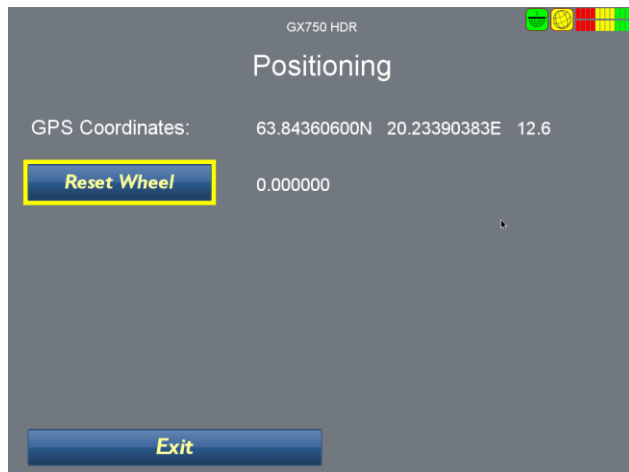 GX750 HDR
Positioning
GPS Coordinates: 63.84360600N 20.23390383E 12.6
Reset Wheel 0.000000
Exit